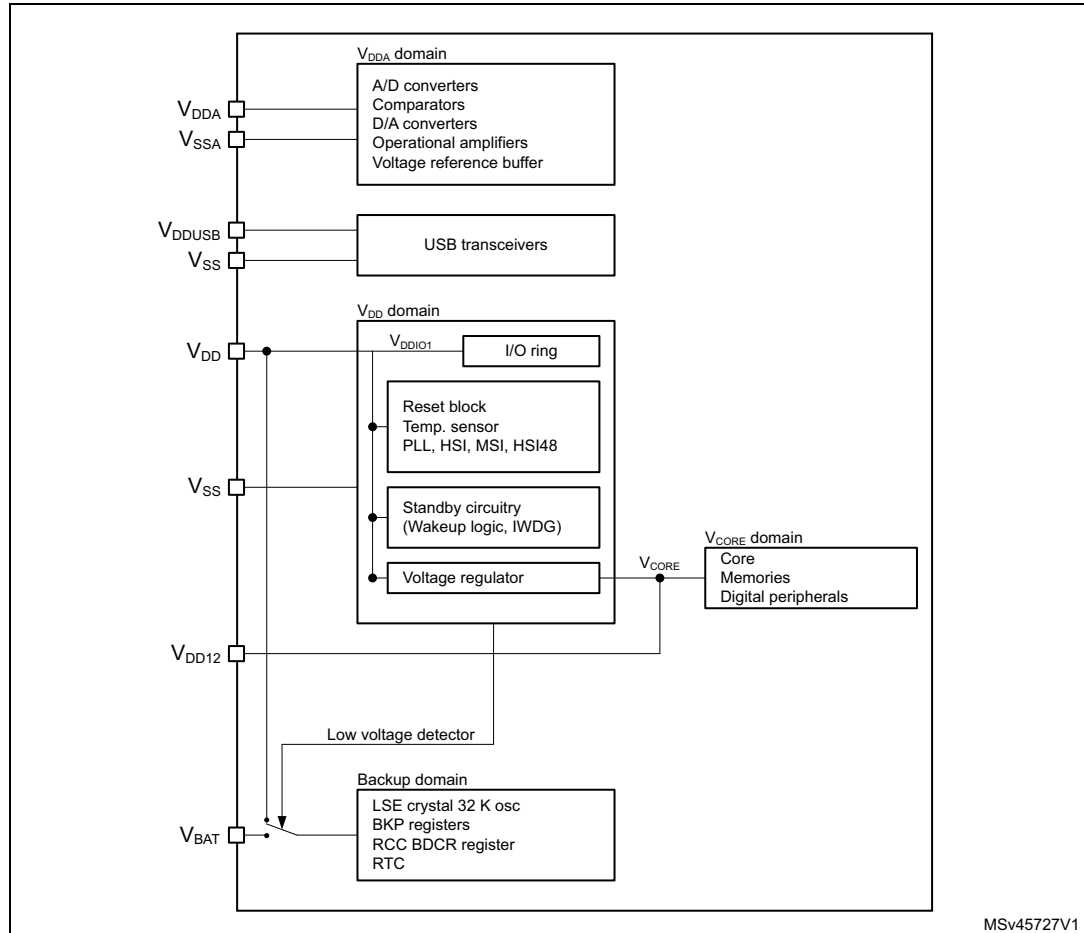 VDDA domain
A/D converters
Comparators
D/A converters
Operational amplifiers
Voltage reference buffer
VDDA
VSSA
VDDUSB
VSS
USB transceivers
VDD domain
VDD
VDDIO1
I/O ring
Reset block
Temp. sensor
PLL, HSI, MSI, HSI48
VSS
Standby circuitry
(Wakeup logic, IWDG)
Voltage regulator
VCORE
VCORE domain
Core
Memories
Digital peripherals
VDD12
Low voltage detector
Backup domain
LSE crystal 32 K osc
BKP registers
RCC BDCR register
RTC
VBAT
MSv45727V1